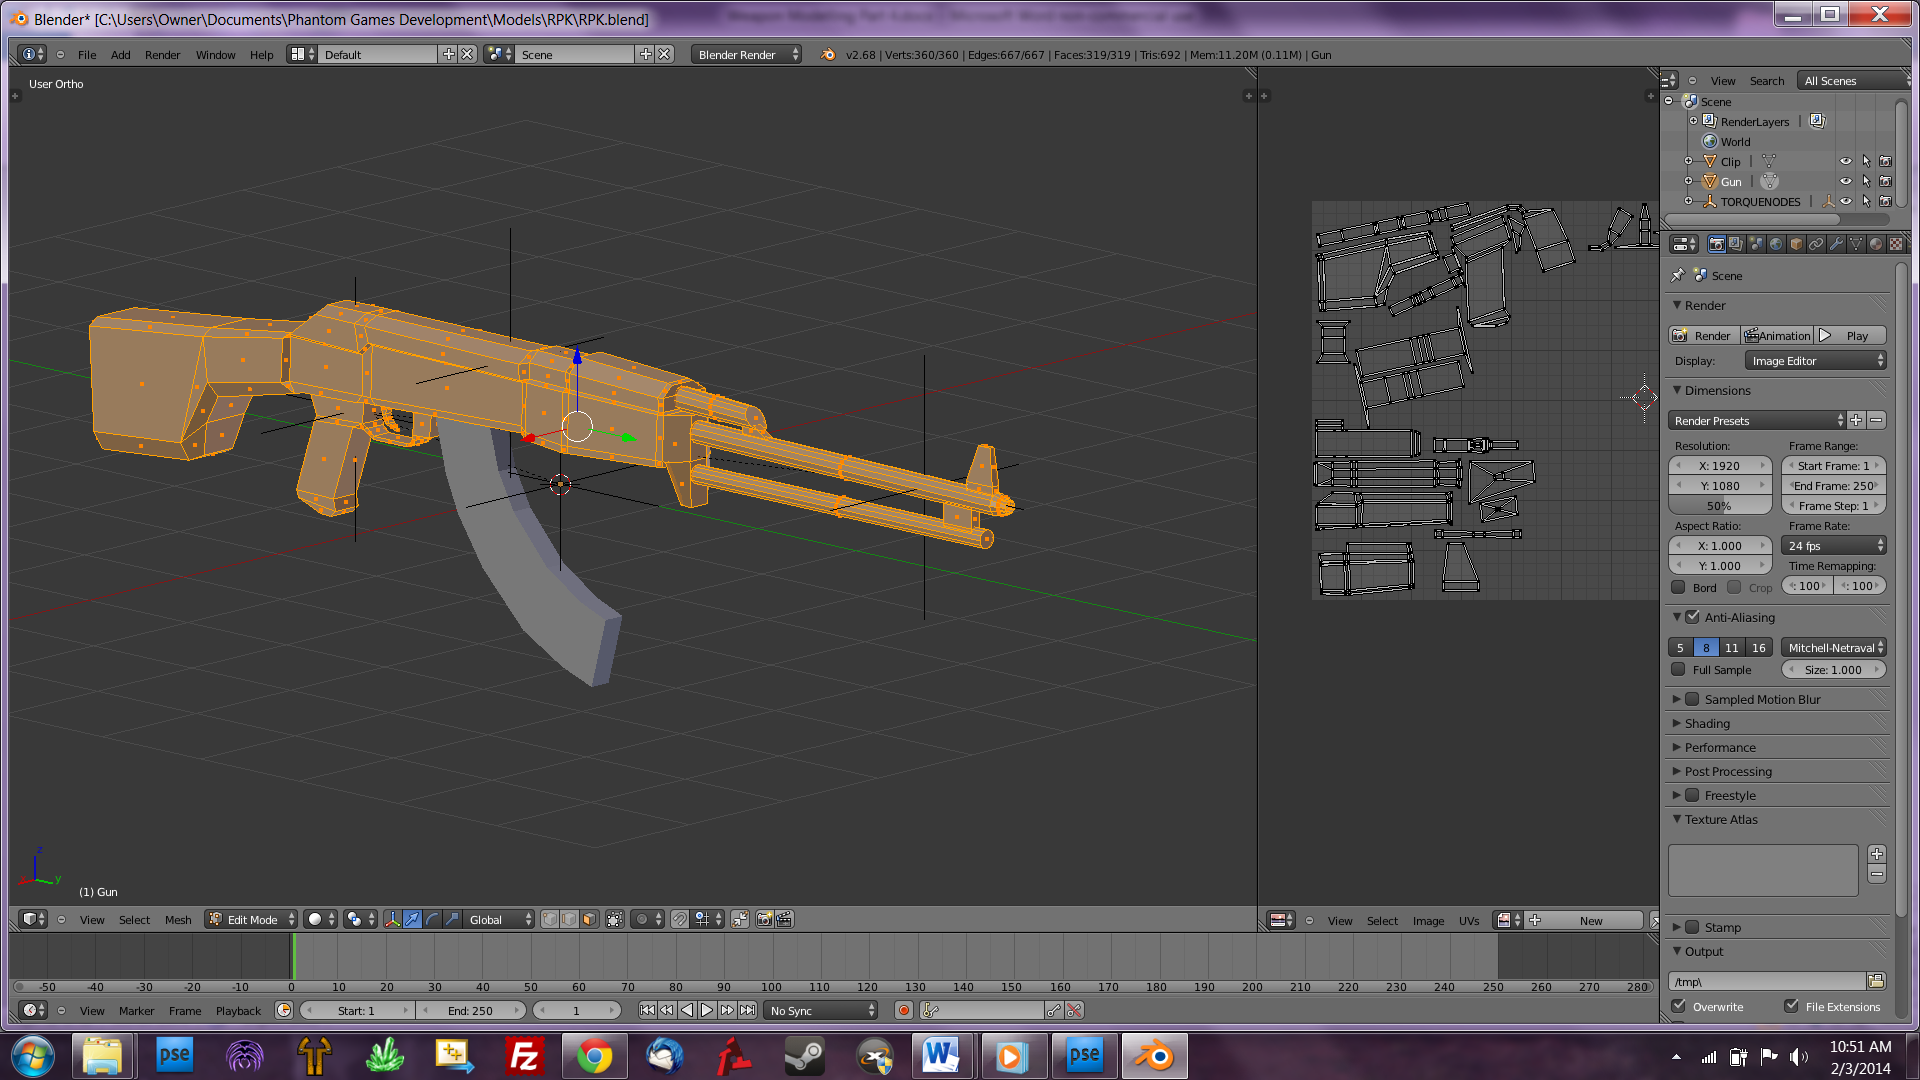 Blender* [C:\Users\Owner\Documents\Phantom Games Development\Models\RPK\RPK.blend]
File Add Render Window Help Default Scene Blender Render v2.68 | Verts:360/360 | Edges:667/667 | Faces:319/319 | Tris:692 | Mem:11.20M (0.11M) | Gun
User Ortho
View Search All Scenes
Scene
RenderLayers
World
Clip
Gun
TORQUENODES
Scene
Render
Render Animation Play
Display: Image Editor
Dimensions
Render Presets
Resolution: Frame Range:
X: 1920 Start Frame: 1
Y: 1080 End Frame: 250
50% Frame Step: 1
Aspect Ratio: Frame Rate:
X: 1.000 24 fps
Y: 1.000 Time Remapping:
Bord Crop : 100 : 100
Anti-Aliasing
5 8 11 16 Mitchell-Netraval
Full Sample Size: 1.000
Sampled Motion Blur
Shading
Performance
Post Processing
Freestyle
Texture Atlas
Stamp
Output
/tmp\
Overwrite File Extensions
z
x y
(1) Gun
View Select Mesh Edit Mode Global
View Select Image UVs New
-50 -40 -30 -20 -10 0 10 20 30 40 50 60 70 80 90 100 110 120 130 140 150 160 170 180 190 200 210 220 230 240 250 260 270 280
View Marker Frame Playback Start: 1 End: 250 1 No Sync
pse Fz W pse
10:51 AM
2/3/2014